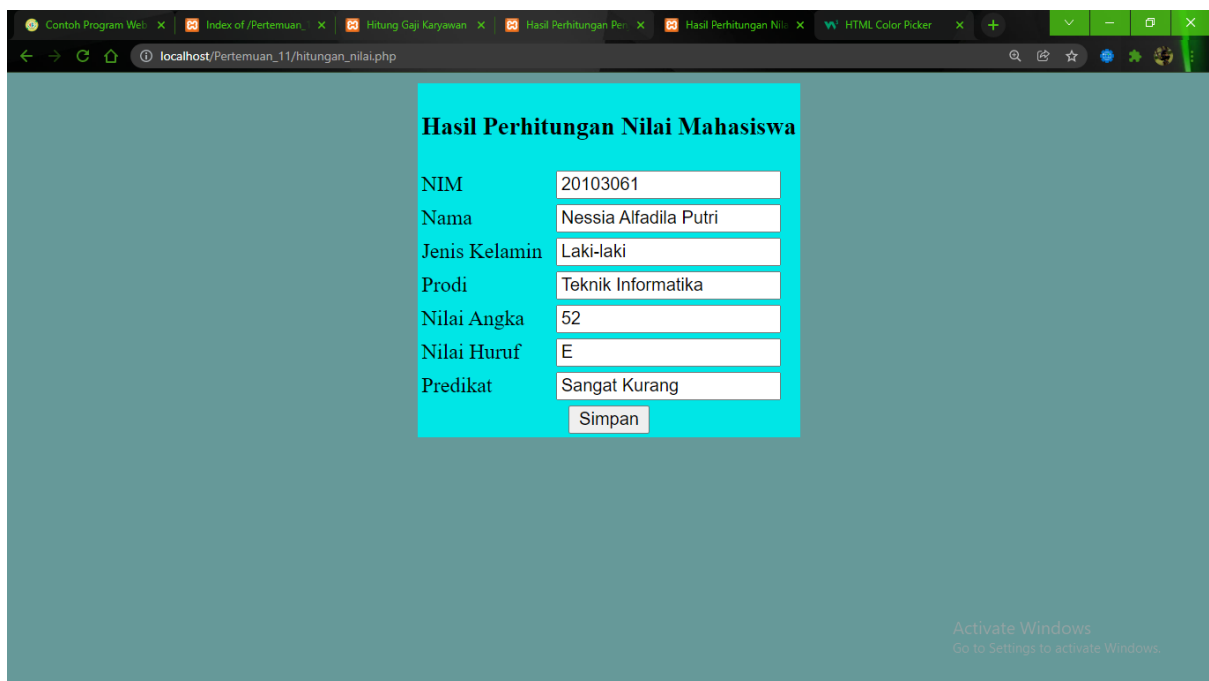 Contoh Program Web Index of /Pertemuan_ Hitung Gaji Karyawan Hasil Perhitungan Pen Hasil Perhitungan Nila HTML Color Picker
localhost/Pertemuan_11/hitungan_nilai.php
Hasil Perhitungan Nilai Mahasiswa
NIM 20103061
Nama Nessia Alfadila Putri
Jenis Kelamin Laki-laki
Prodi Teknik Informatika
Nilai Angka 52
Nilai Huruf E
Predikat Sangat Kurang
Simpan
Activate Windows
Go to Settings to activate Windows.